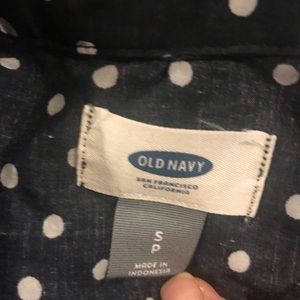 OLD NAVY
SAN FRANCISCO
CALIFORNIA
S
P
MADE IN
INDONESIA